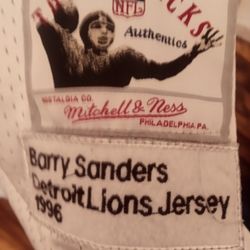 NFL
CKS
Authentics
NOSTALGIA CO.
Mitchell & Ness
PHILADELPHIA PA.
Barry Sanders
Detroit Lions Jersey
1996